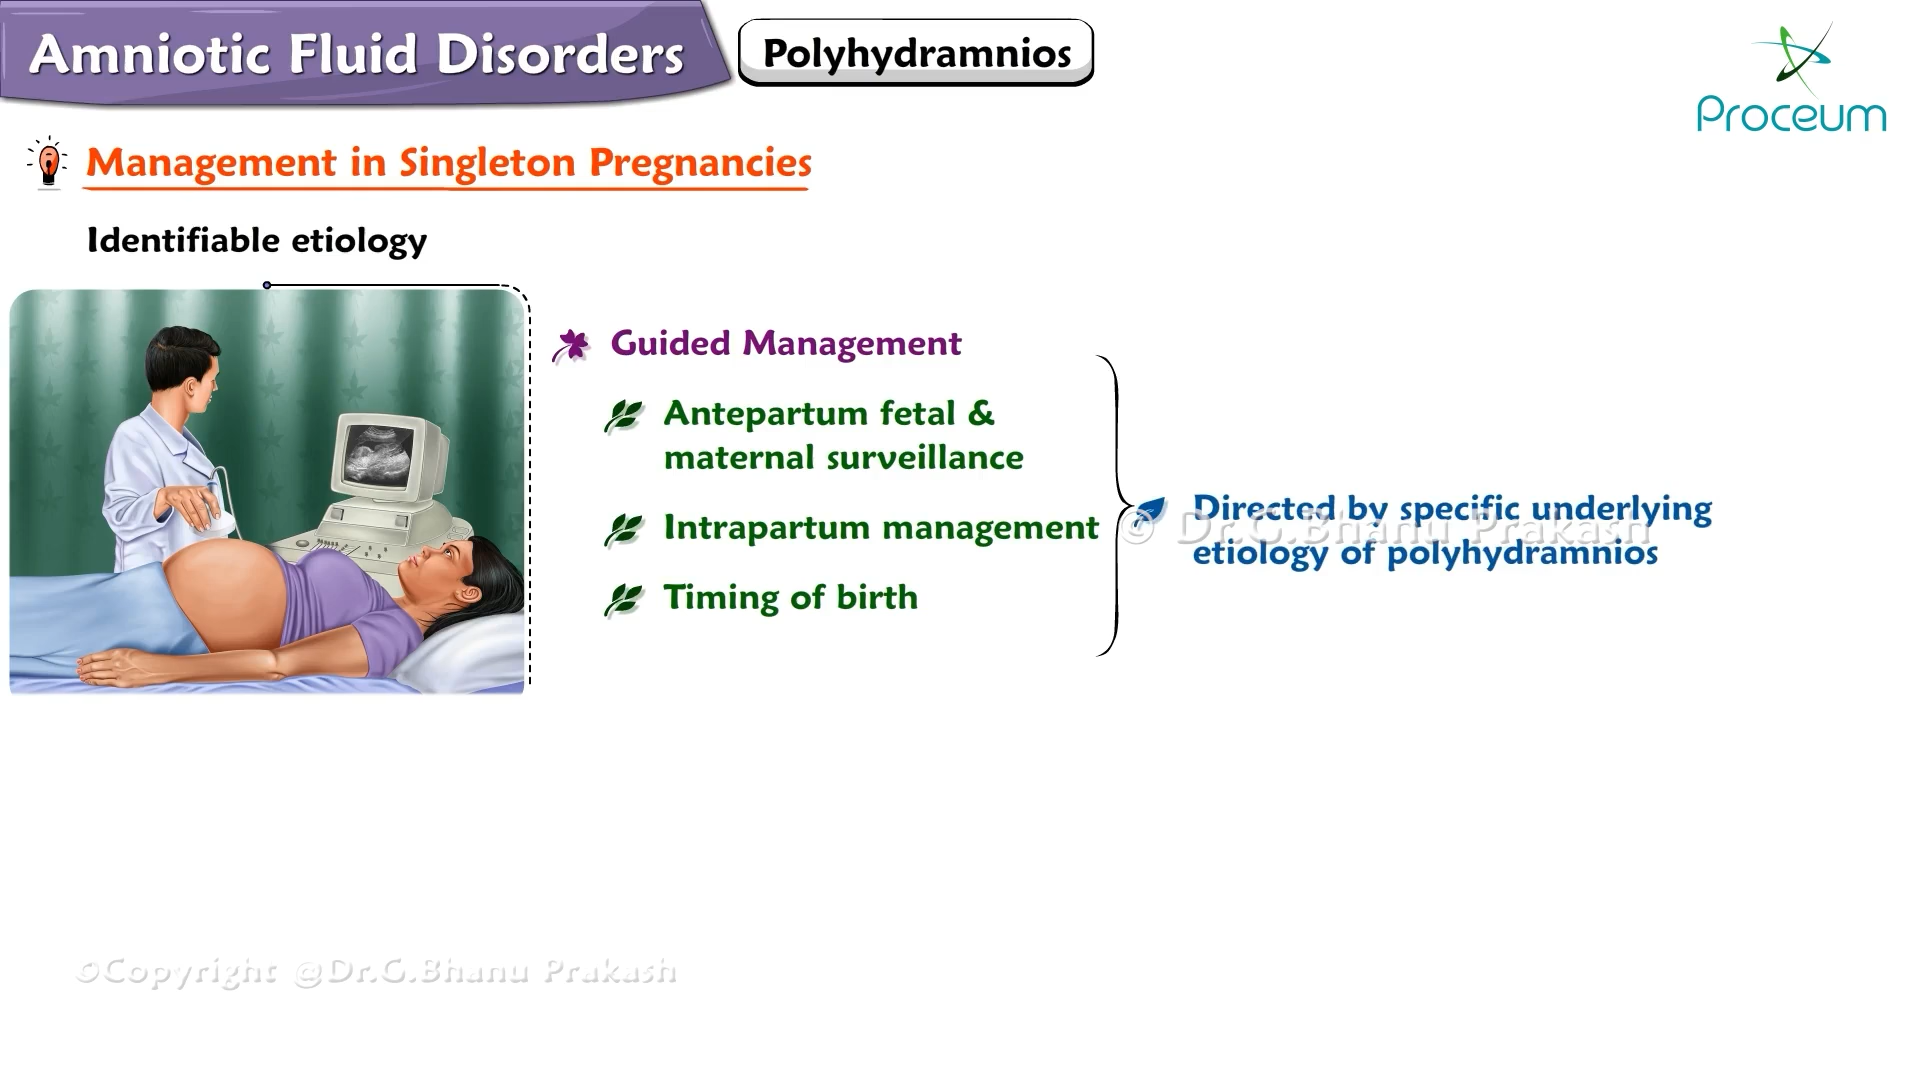 Amniotic Fluid Disorders
Polyhydramnios
Proceum
Management in Singleton Pregnancies
Identifiable etiology
Guided Management
Antepartum fetal &
maternal surveillance
Intrapartum management
Timing of birth
Directed by specific underlying
etiology of polyhydramnios
© Dr.G.Bhanu Prakash
©Copyright @Dr.G.Bhanu Prakash